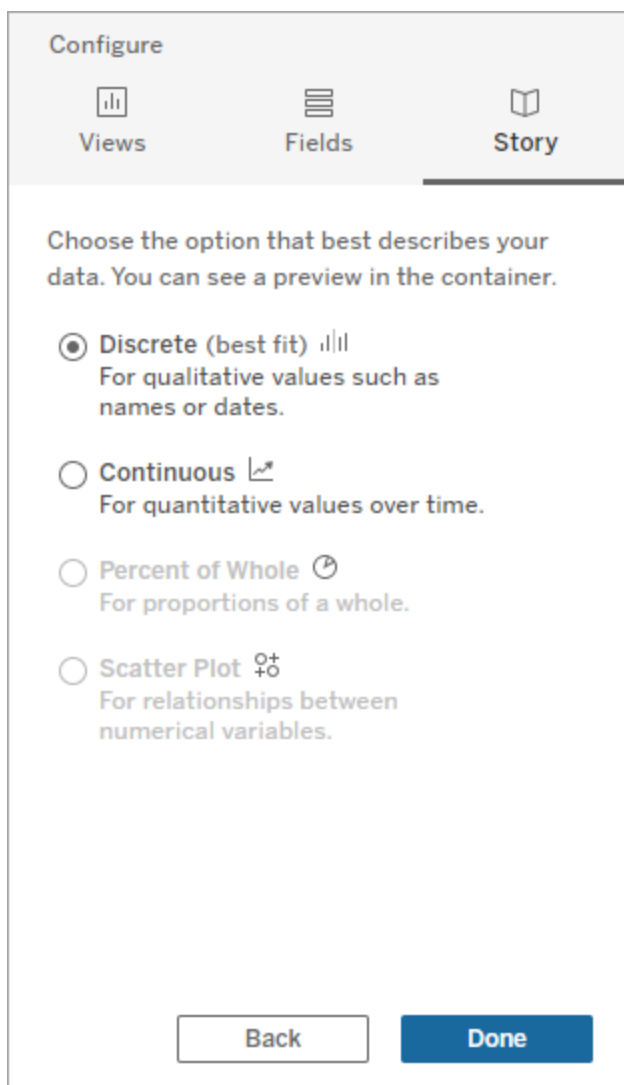 Configure
Views
Fields
Story
Choose the option that best describes your
data. You can see a preview in the container.
Discrete (best fit)
For qualitative values such as
names or dates.
Continuous
For quantitative values over time.
Percent of Whole
For proportions of a whole.
Scatter Plot
For relationships between
numerical variables.
Back
Done